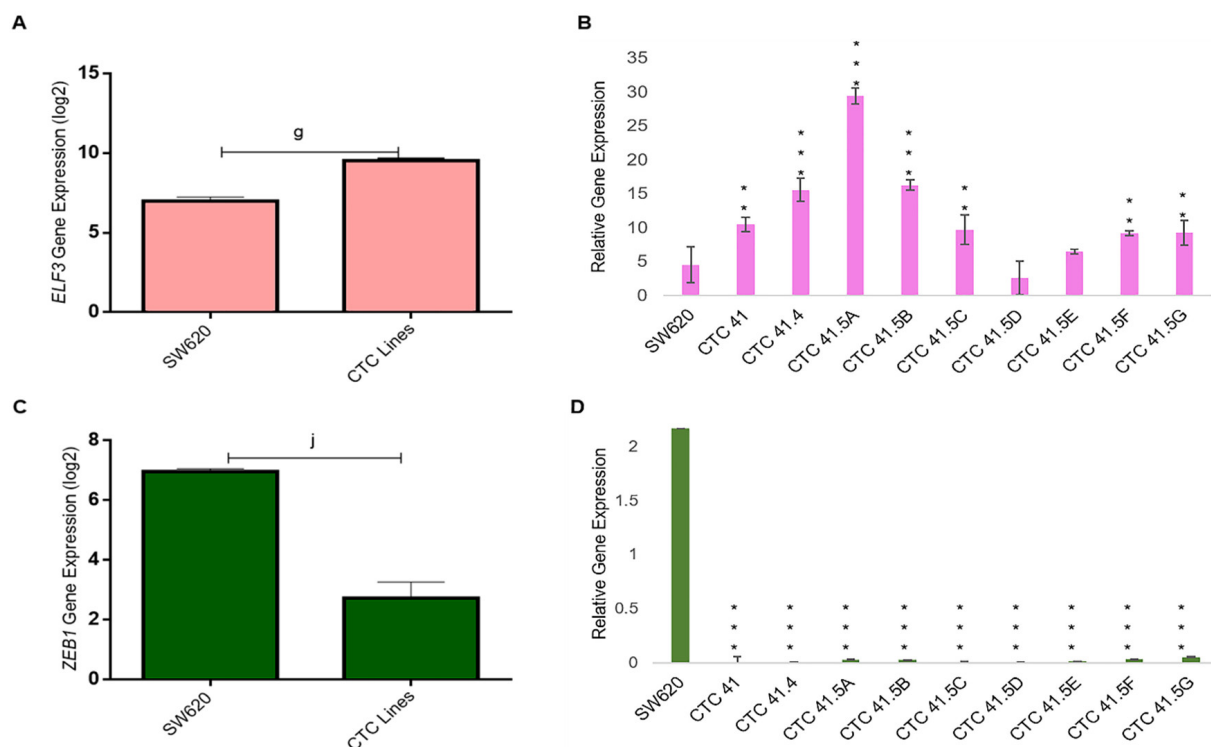 A
ELF3 Gene Expression (log2)
15
10
5
0
g
SW620
CTC Lines
B
Relative Gene Expression
35
30
25
20
15
10
5
0
* *
* * *
* * *
* * *
* *
* *
* *
SW620
CTC 41
CTC 41.4
CTC 41.5A
CTC 41.5B
CTC 41.5C
CTC 41.5D
CTC 41.5E
CTC 41.5F
CTC 41.5G
C
ZEB1 Gene Expression (log2)
8
6
4
2
0
j
SW620
CTC Lines
D
Relative Gene Expression
2
1.5
1
0.5
0
* * *
* * *
* * *
* * *
* * *
* * *
* * *
* * *
* * *
SW620
CTC 41
CTC 41.4
CTC 41.5A
CTC 41.5B
CTC 41.5C
CTC 41.5D
CTC 41.5E
CTC 41.5F
CTC 41.5G